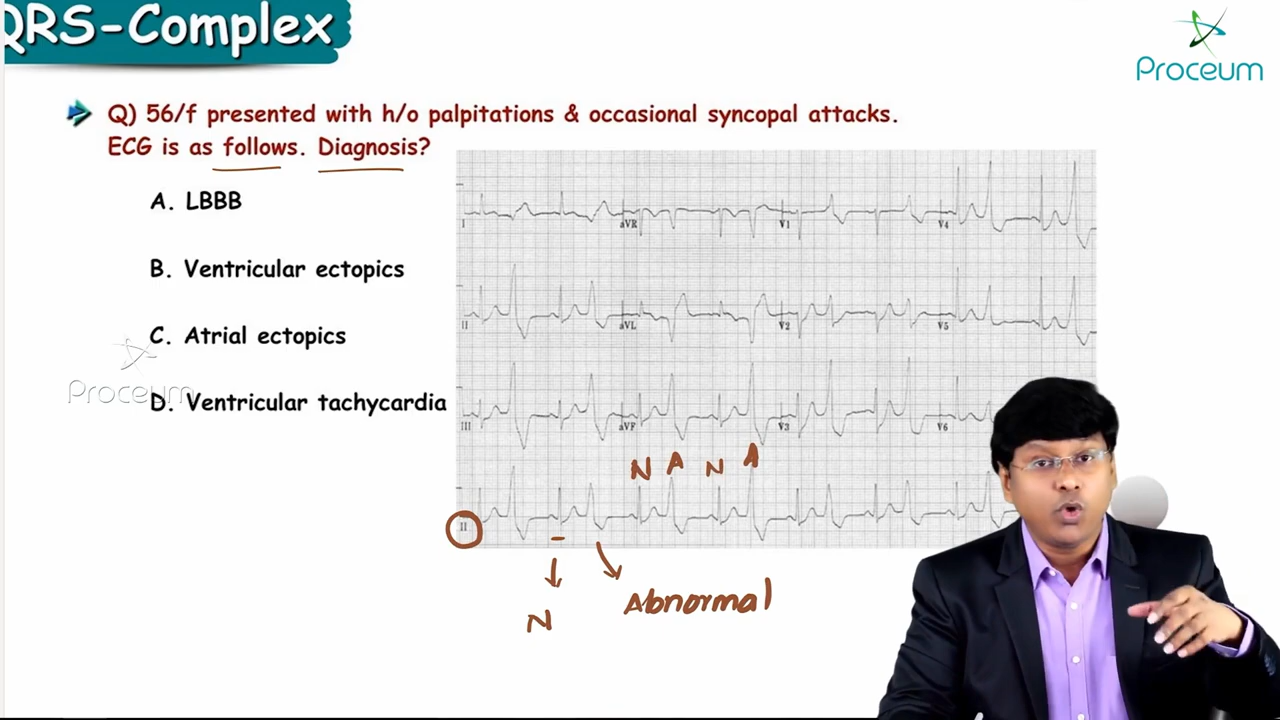 QRS-Complex
Proceum
Q) 56/f presented with h/o palpitations & occasional syncopal attacks.
ECG is as follows. Diagnosis?
A. LBBB
B. Ventricular ectopics
C. Atrial ectopics
Proceum
D. Ventricular tachycardia
I aVR V1 V4
II aVL V2 V5
III aVF V3 V6
N A N A
II
N Abnormal